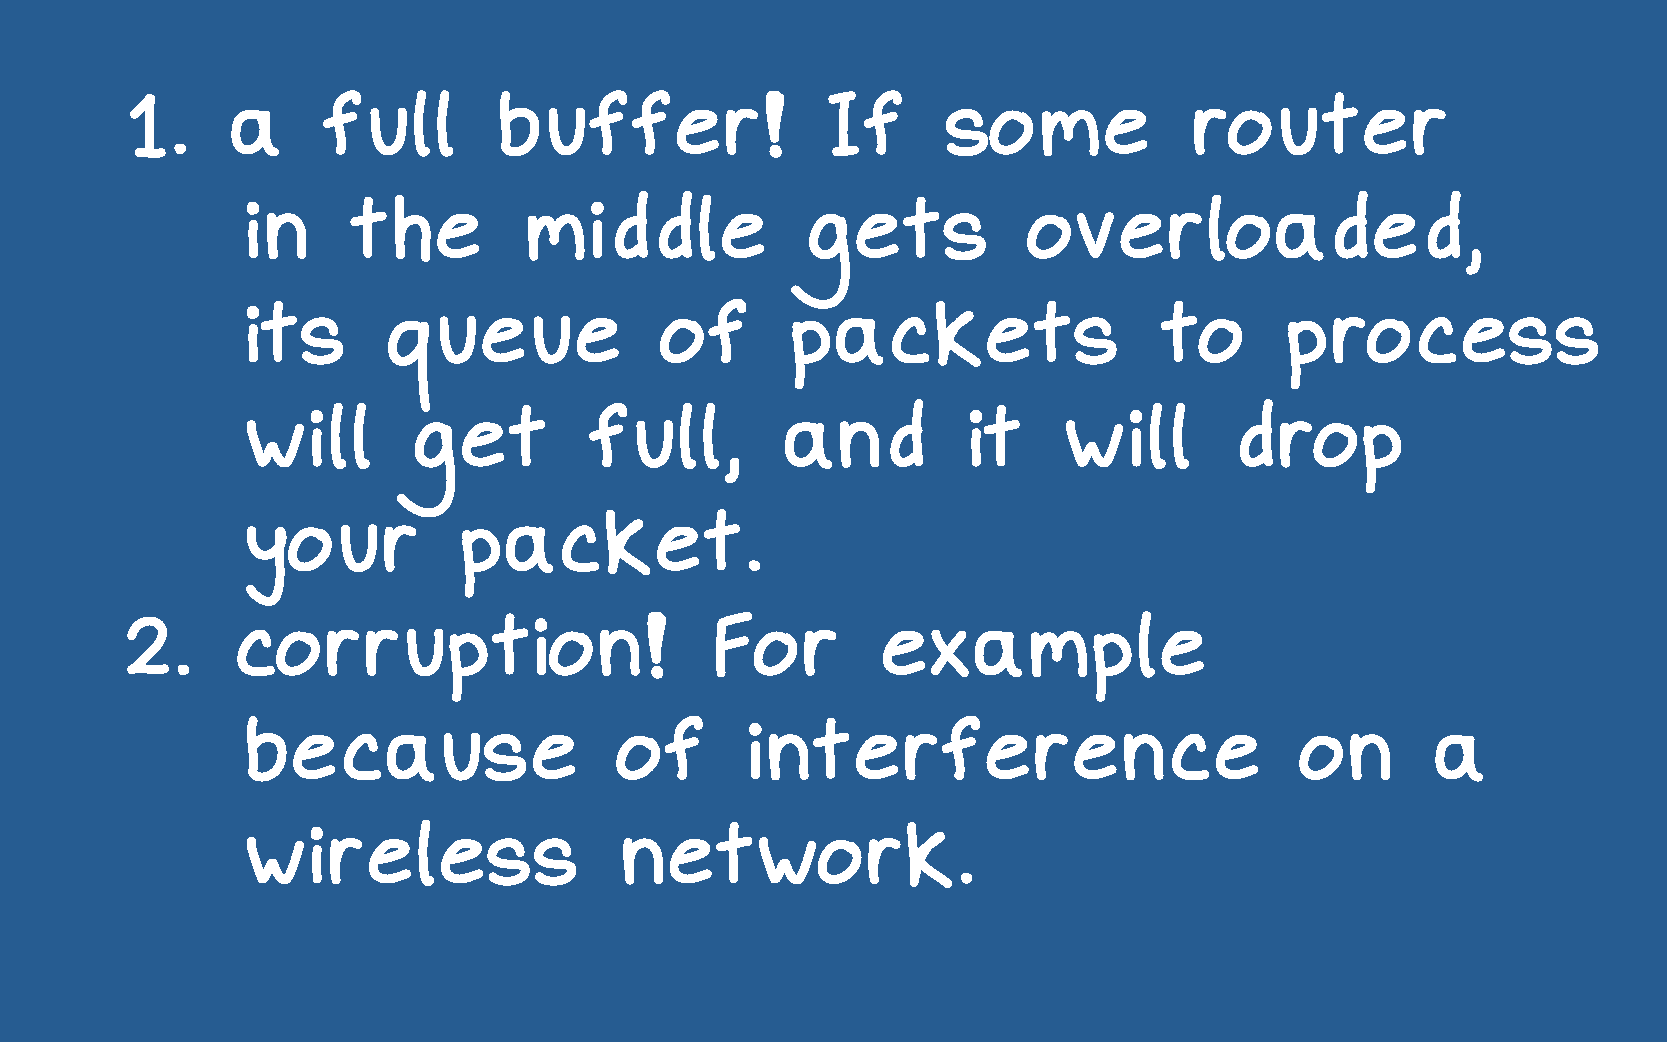 1. a full buffer! If some router
in the middle gets overloaded,
its queue of packets to process
will get full, and it will drop
your packet.
2. corruption! For example
because of interference on a
wireless network.